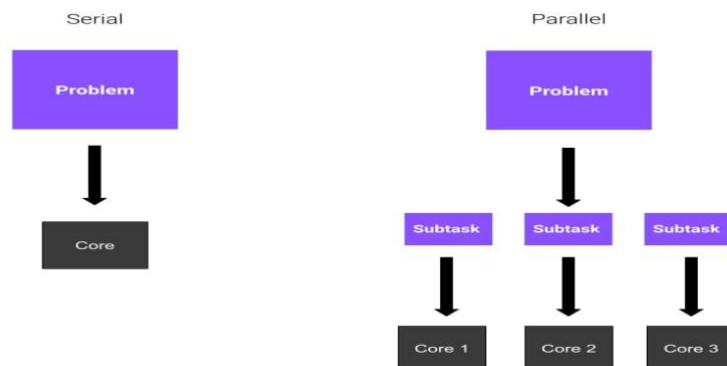 Serial
Parallel
Problem
Problem
Core
Subtask
Subtask
Subtask
Core 1
Core 2
Core 3